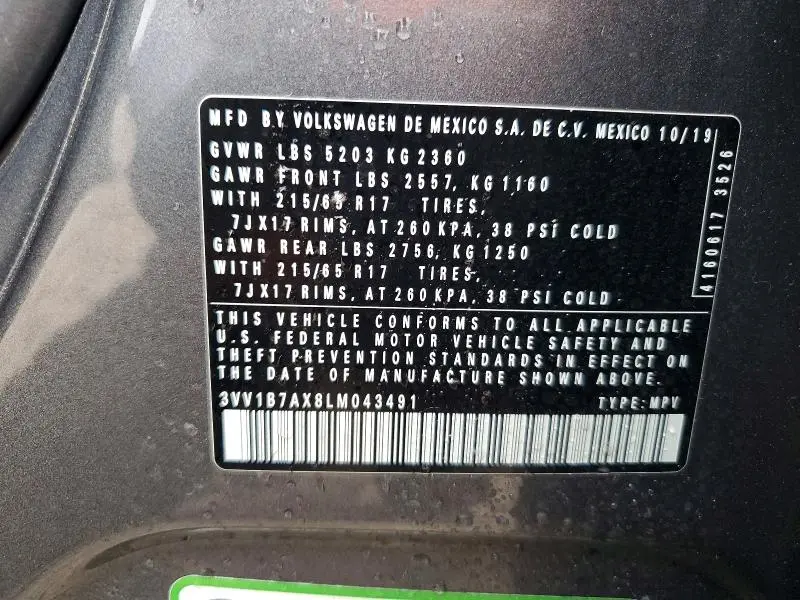 MFD BY VOLKSWAGEN DE MEXICO S.A. DE C.V. MEXICO 10/19
GVWR LBS 5203 KG 2360
GAWR FRONT LBS 2557, KG 1160
WITH 215/65 R17 TIRES,
7JX17 RIMS, AT 260 KPA, 38 PSI COLD
GAWR REAR LBS 2756, KG 1250
WITH 215/65 R17 TIRES,
7JX17 RIMS, AT 260 KPA, 38 PSI COLD
4160617 3526
THIS VEHICLE CONFORMS TO ALL APPLICABLE
U.S. FEDERAL MOTOR VEHICLE SAFETY AND
THEFT PREVENTION STANDARDS IN EFFECT ON
THE DATE OF MANUFACTURE SHOWN ABOVE.
3VV1B7AX8LM043491 TYPE: MPV